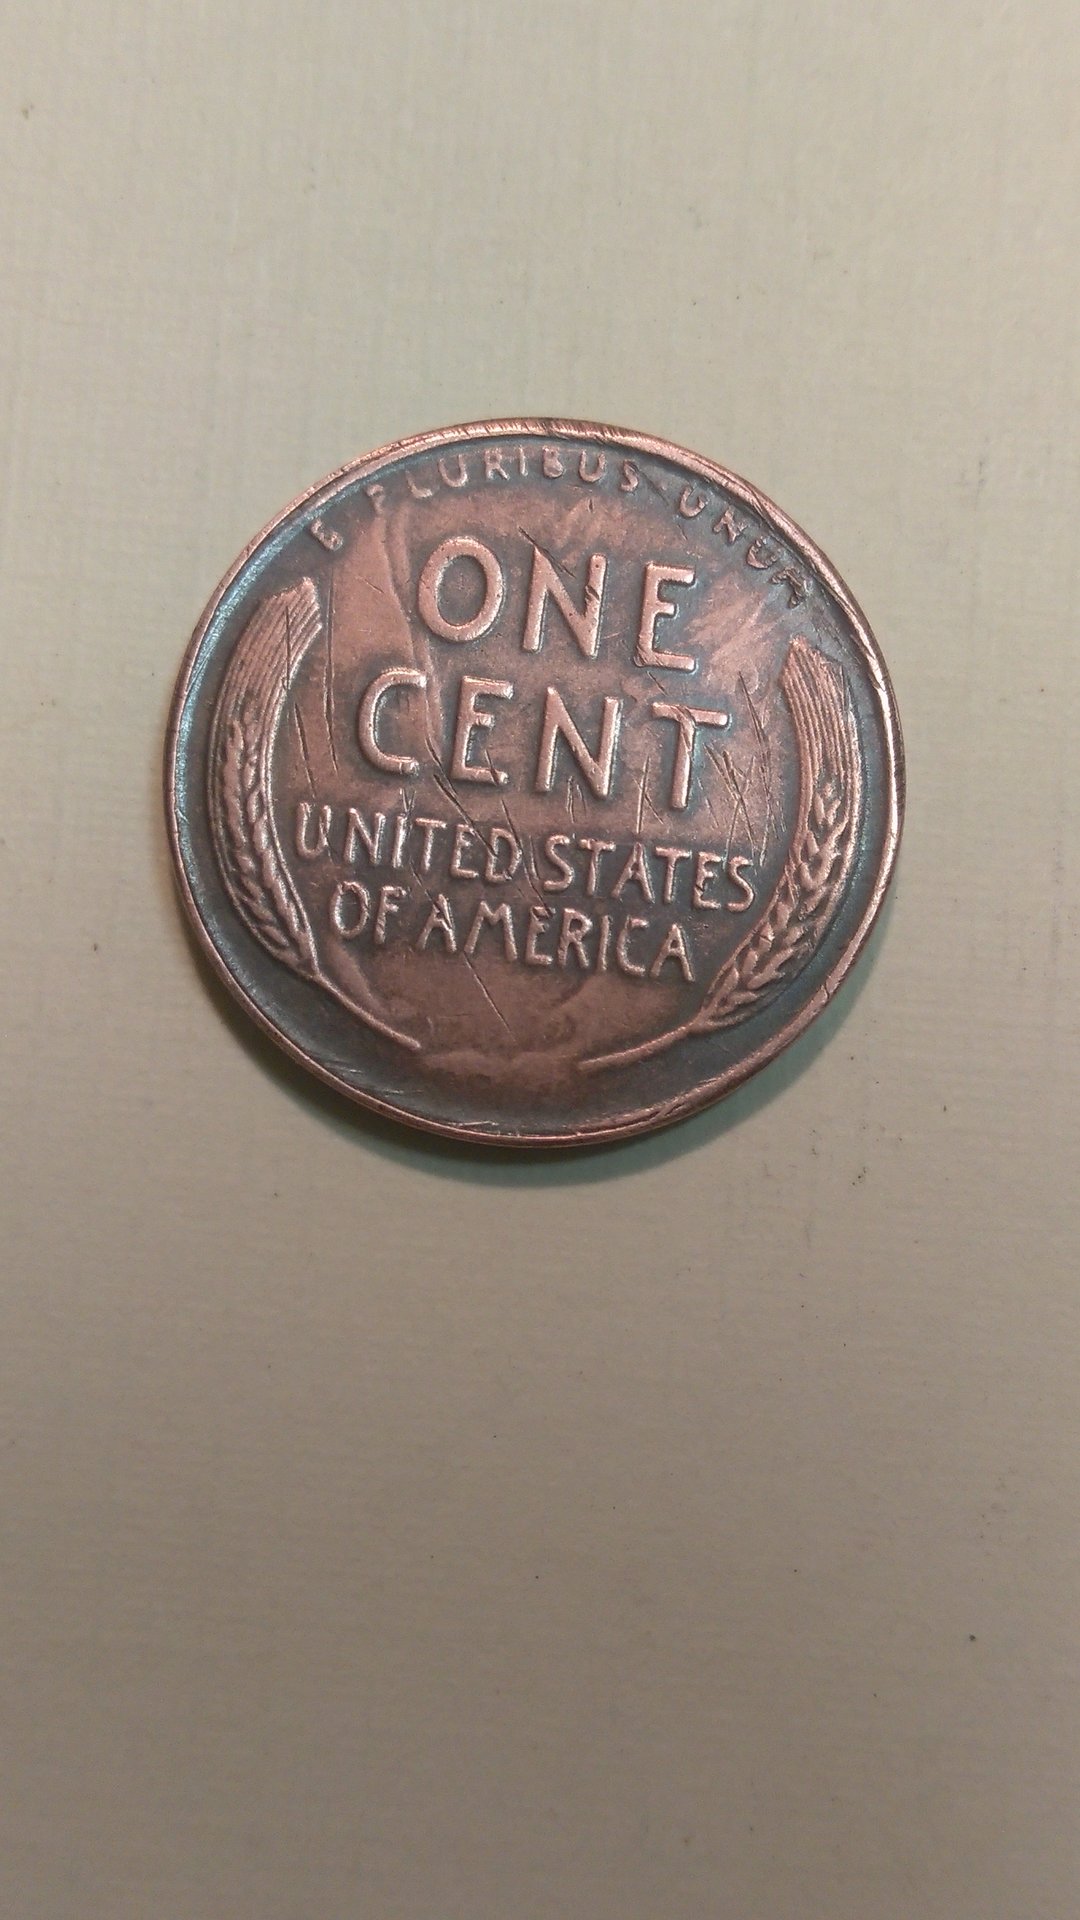 E PLURIBUS UNUM
ONE
CENT
UNITED STATES
OF AMERICA